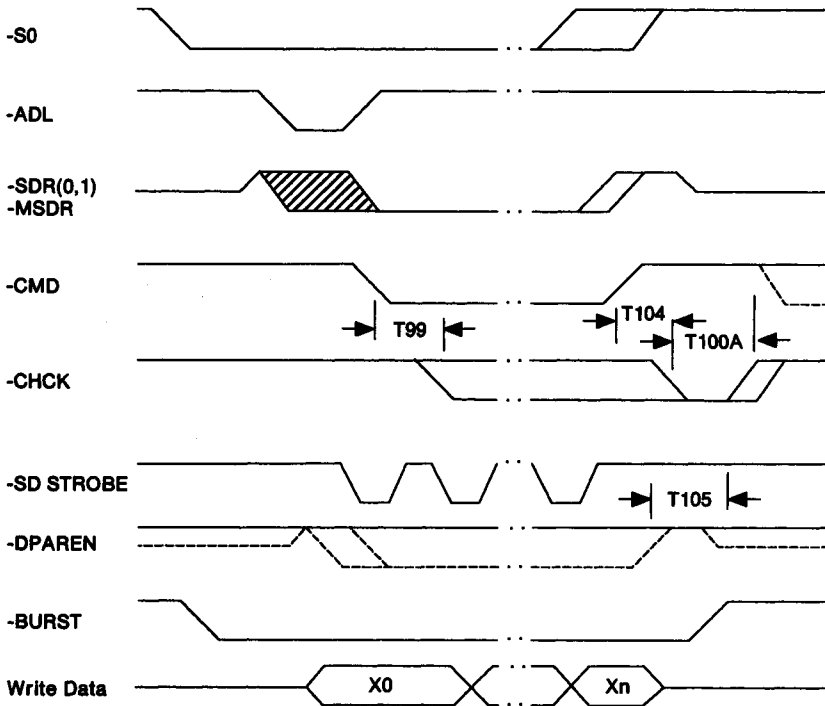 -S0
-ADL
-SDR(0,1)
-MSDR
-CMD
T104
T99
T100A
-CHCK
-SD STROBE
T105
-DPAREN
-BURST
Write Data
X0
Xn